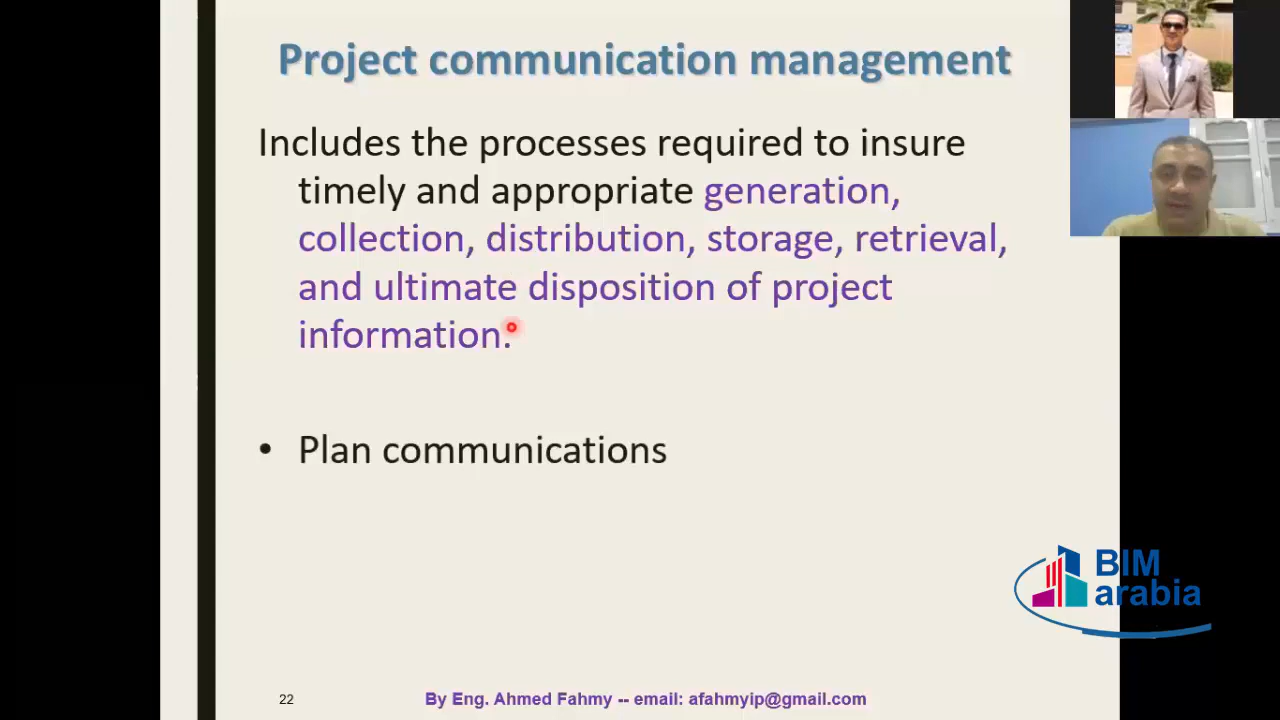 Project communication management
Includes the processes required to insure
timely and appropriate generation,
collection, distribution, storage, retrieval,
and ultimate disposition of project
information.
• Plan communications
BIM
arabia
22
By Eng. Ahmed Fahmy -- email: afahmyip@gmail.com